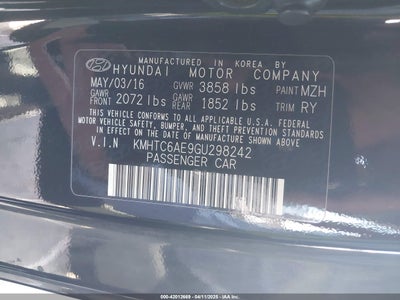 MANUFACTURED IN KOREA BY
HYUNDAI MOTOR COMPANY
MAY/03/16 GVWR 3858 lbs PAINT MZH
GAWR FRONT 2072 lbs GAWR REAR 1852 lbs TRIM RY
THIS VEHICLE CONFORMS TO ALL APPLICABLE U.S.A. FEDERAL
MOTOR VEHICLE SAFETY, BUMPER, AND THEFT PREVENTION
STANDARDS IN EFFECT ON THE DATE OF MANUFACTURE SHOWN ABOVE.
V.I.N KMHTC6AE9GU298242
PASSENGER CAR
000-42012669 - 04/11/2025 - IAA Inc.